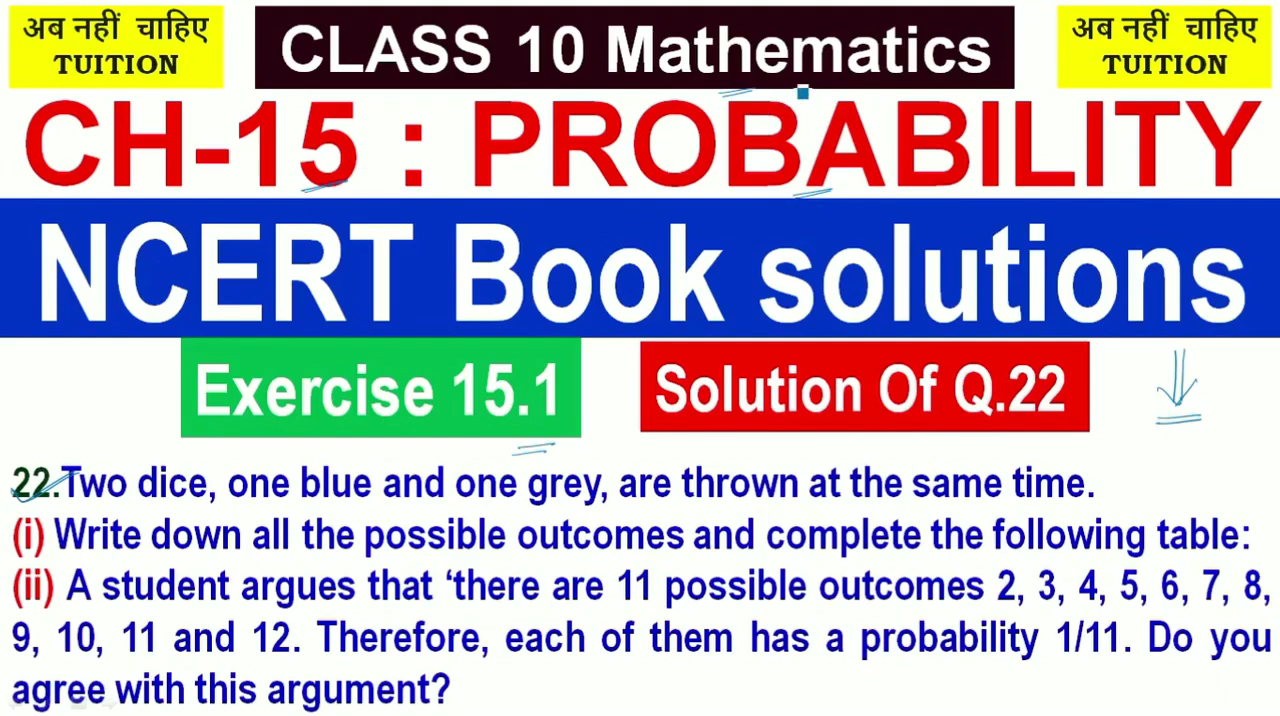 अब नहीं चाहिए
TUITION
CLASS 10 Mathematics
अब नहीं चाहिए
TUITION
CH-15 : PROBABILITY
NCERT Book solutions
Exercise 15.1
Solution Of Q.22
22.Two dice, one blue and one grey, are thrown at the same time.
(i) Write down all the possible outcomes and complete the following table:
(ii) A student argues that ‘there are 11 possible outcomes 2, 3, 4, 5, 6, 7, 8,
9, 10, 11 and 12. Therefore, each of them has a probability 1/11. Do you
agree with this argument?